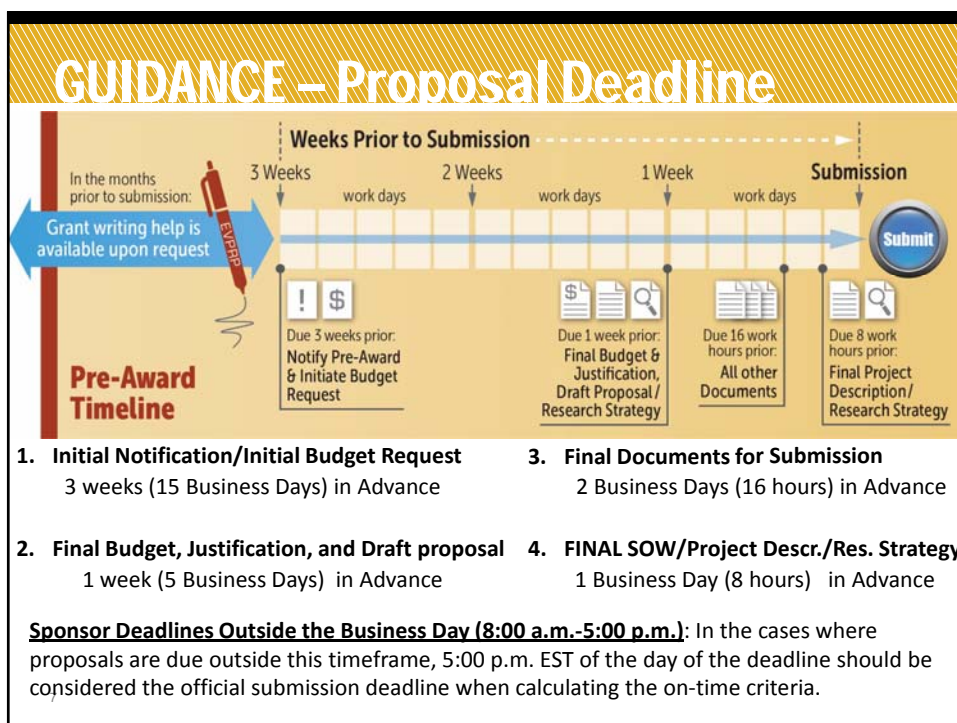 GUIDANCE – Proposal Deadline
Weeks Prior to Submission
In the months
prior to submission:
Grant writing help is
available upon request
EVPRP
3 Weeks
2 Weeks
1 Week
Submission
work days
work days
work days
Submit
! $
$
Due 3 weeks prior:
Notify Pre-Award
& Initiate Budget
Request
Due 1 week prior:
Final Budget &
Justification,
Draft Proposal/
Research Strategy
Due 16 work
hours prior:
All other
Documents
Due 8 work
hours prior:
Final Project
Description/
Research Strategy
Pre-Award
Timeline
1. Initial Notification/Initial Budget Request
3 weeks (15 Business Days) in Advance
2. Final Budget, Justification, and Draft proposal
1 week (5 Business Days) in Advance
3. Final Documents for Submission
2 Business Days (16 hours) in Advance
4. FINAL SOW/Project Descr./Res. Strategy
1 Business Day (8 hours) in Advance
Sponsor Deadlines Outside the Business Day (8:00 a.m.-5:00 p.m.): In the cases where
proposals are due outside this timeframe, 5:00 p.m. EST of the day of the deadline should be
considered the official submission deadline when calculating the on-time criteria.
7